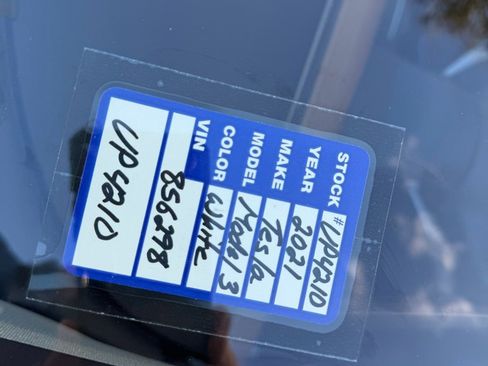 STOCK # UP4210
YEAR 2021
MAKE Tesla
MODEL Model 3
COLOR White
VIN 856298
UP4210